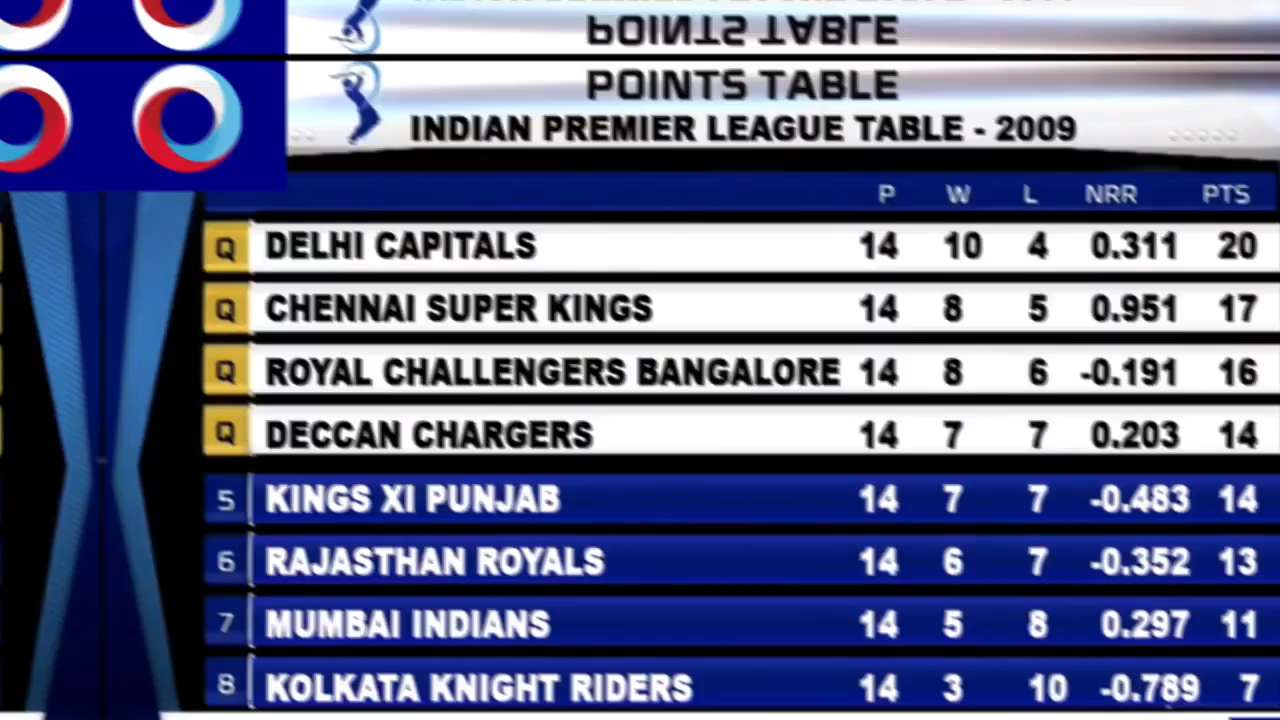 POINTS TABLE
POINTS TABLE
INDIAN PREMIER LEAGUE TABLE - 2009
P W L NRR PTS
Q DELHI CAPITALS 14 10 4 0.311 20
Q CHENNAI SUPER KINGS 14 8 5 0.951 17
Q ROYAL CHALLENGERS BANGALORE 14 8 6 -0.191 16
Q DECCAN CHARGERS 14 7 7 0.203 14
5 KINGS XI PUNJAB 14 7 7 -0.483 14
6 RAJASTHAN ROYALS 14 6 7 -0.352 13
7 MUMBAI INDIANS 14 5 8 0.297 11
8 KOLKATA KNIGHT RIDERS 14 3 10 -0.789 7